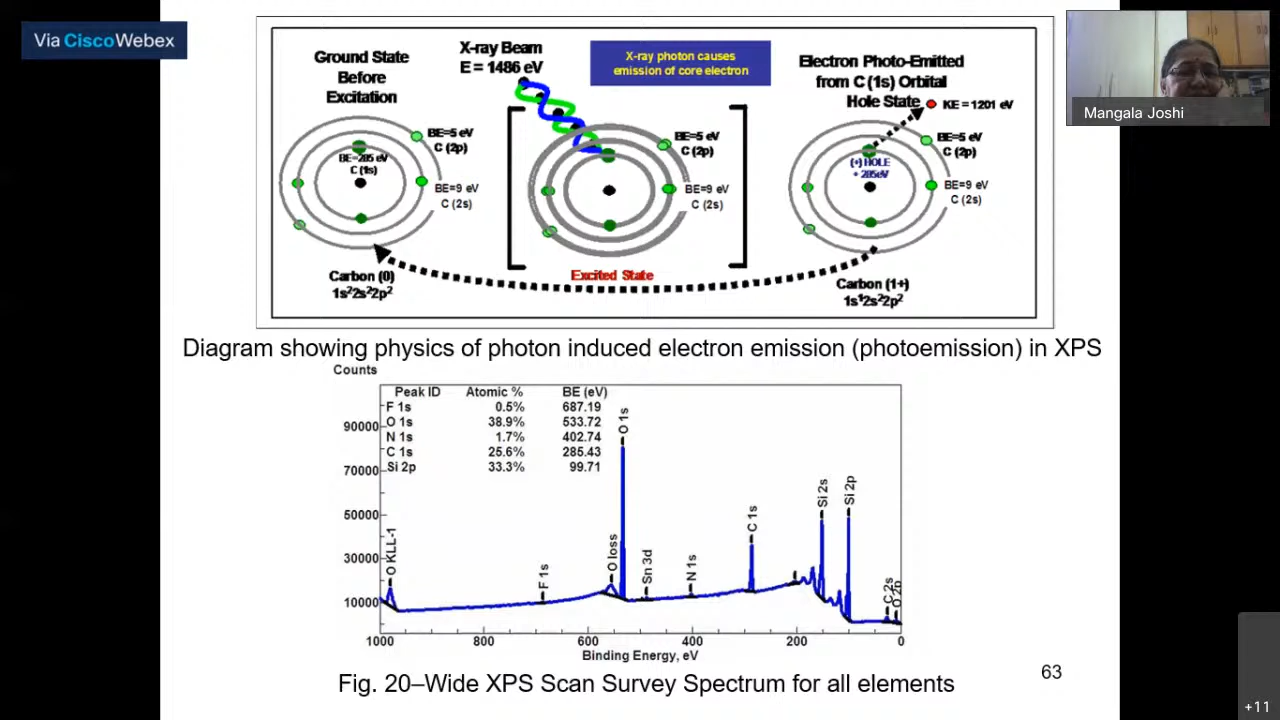 Via CiscoWebex
Ground State
Before
Excitation
BE=5 eV
C (2p)
BE=285 eV
C (1s)
BE=9 eV
C (2s)
Carbon (0)
1s²2s²2p²
X-ray Beam
E = 1486 eV
X-ray photon causes
emission of core electron
BE=5 eV
C (2p)
BE=9 eV
C (2s)
Excited State
Electron Photo-Emitted
from C (1s) Orbital
Hole State
KE = 1201 eV
BE=5 eV
C (2p)
(+) HOLE
+ 285eV
BE=9 eV
C (2s)
Carbon (1+)
1s¹2s²2p²
Mangala Joshi
Diagram showing physics of photon induced electron emission (photoemission) in XPS
Counts
Peak ID Atomic % BE (eV)
F 1s 0.5% 687.19
O 1s 38.9% 533.72
N 1s 1.7% 402.74
C 1s 25.6% 285.43
Si 2p 33.3% 99.71
90000
70000
50000
30000
10000
O KLL-1
F 1s
O loss
O 1s
Sn 3d
N 1s
C 1s
Si 2s
Si 2p
C 2s
O 2p
1000 800 600 400 200 0
Binding Energy, eV
Fig. 20–Wide XPS Scan Survey Spectrum for all elements
63
+11